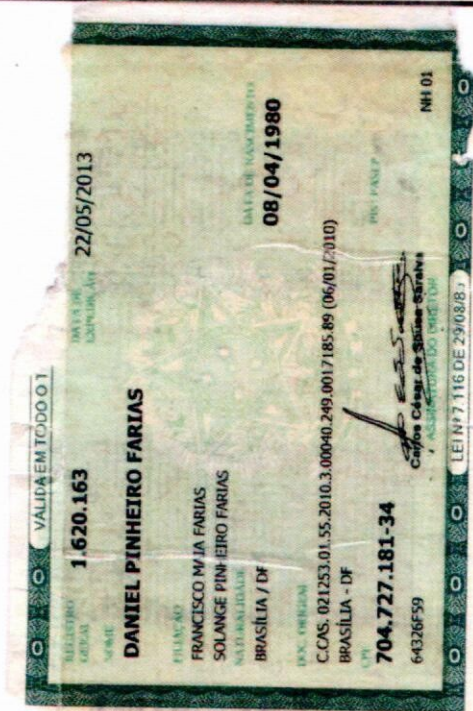 VÁLIDA EM TODO O T
REGISTRO GERAL 1.620.163 DATA DE EXPEDIÇÃO 22/05/2013
NOME
DANIEL PINHEIRO FARIAS
FILIAÇÃO
FRANCISCO MAIA FARIAS
SOLANGE PINHEIRO FARIAS
NATURALIDADE DATA DE NASCIMENTO
BRASÍLIA / DF 08/04/1980
DOC. ORIGEM
C.CAS. 021253.01.55.2010.3.00040.249.0017185.89 (06/01/2010)
BRASÍLIA - DF
CPF PIS / PASEP
704.727.181-34
64326F59 Carlos César de Sousa Saraiva NH 01
ASSINATURA DO DIRETOR
LEI Nº 7.116 DE 29/08/83